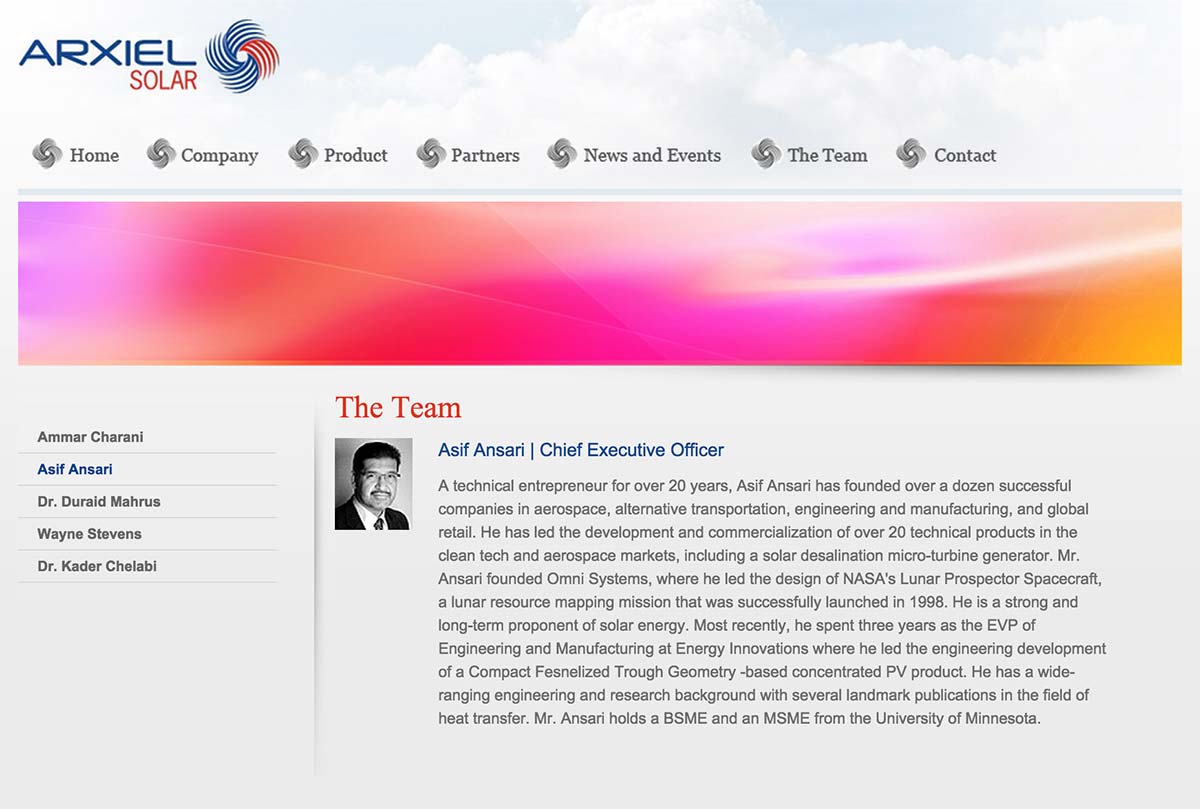 ARXIEL
SOLAR
Home
Company
Product
Partners
News and Events
The Team
Contact
Ammar Charani
Asif Ansari
Dr. Duraid Mahrus
Wayne Stevens
Dr. Kader Chelabi
The Team
Asif Ansari | Chief Executive Officer
A technical entrepreneur for over 20 years, Asif Ansari has founded over a dozen successful
companies in aerospace, alternative transportation, engineering and manufacturing, and global
retail. He has led the development and commercialization of over 20 technical products in the
clean tech and aerospace markets, including a solar desalination micro-turbine generator. Mr.
Ansari founded Omni Systems, where he led the design of NASA's Lunar Prospector Spacecraft,
a lunar resource mapping mission that was successfully launched in 1998. He is a strong and
long-term proponent of solar energy. Most recently, he spent three years as the EVP of
Engineering and Manufacturing at Energy Innovations where he led the engineering development
of a Compact Fesnelized Trough Geometry -based concentrated PV product. He has a wide-
ranging engineering and research background with several landmark publications in the field of
heat transfer. Mr. Ansari holds a BSME and an MSME from the University of Minnesota.